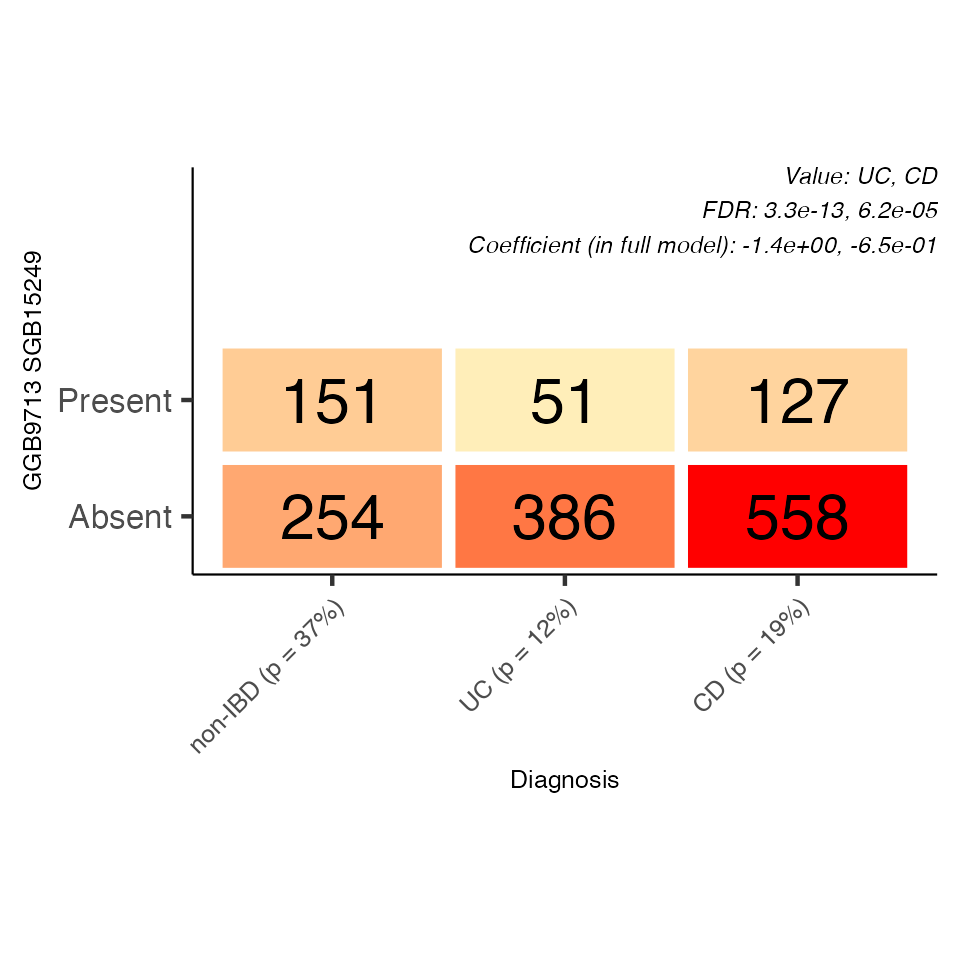 Value: UC, CD
FDR: 3.3e-13, 6.2e-05
Coefficient (in full model): -1.4e+00, -6.5e-01
GGB9713 SGB15249
Present
151
51
127
Absent
254
386
558
non-IBD (p = 37%)
UC (p = 12%)
CD (p = 19%)
Diagnosis